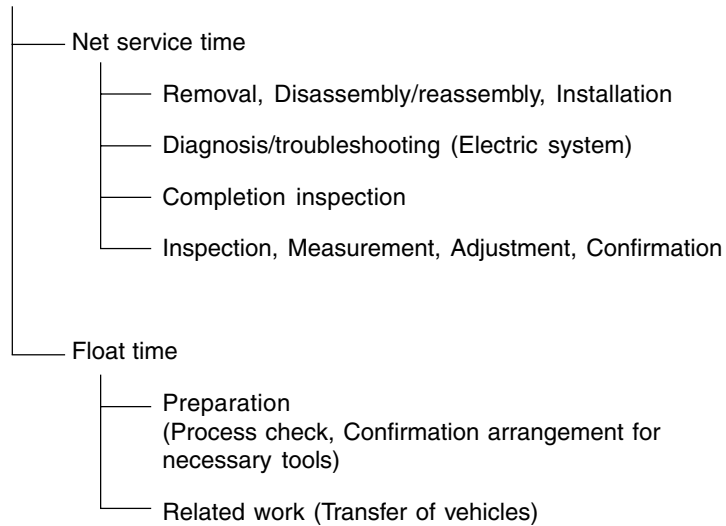 Net service time
Removal, Disassembly/reassembly, Installation
Diagnosis/troubleshooting (Electric system)
Completion inspection
Inspection, Measurement, Adjustment, Confirmation
Float time
Preparation
(Process check, Confirmation arrangement for
necessary tools)
Related work (Transfer of vehicles)